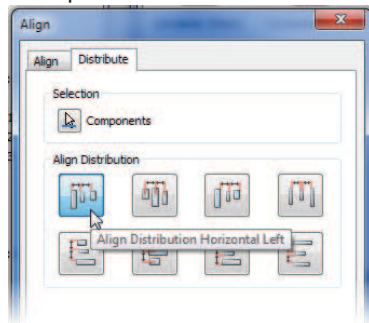 Align
Align Distribute
Selection
Components
Align Distribution
Align Distribution Horizontal Left